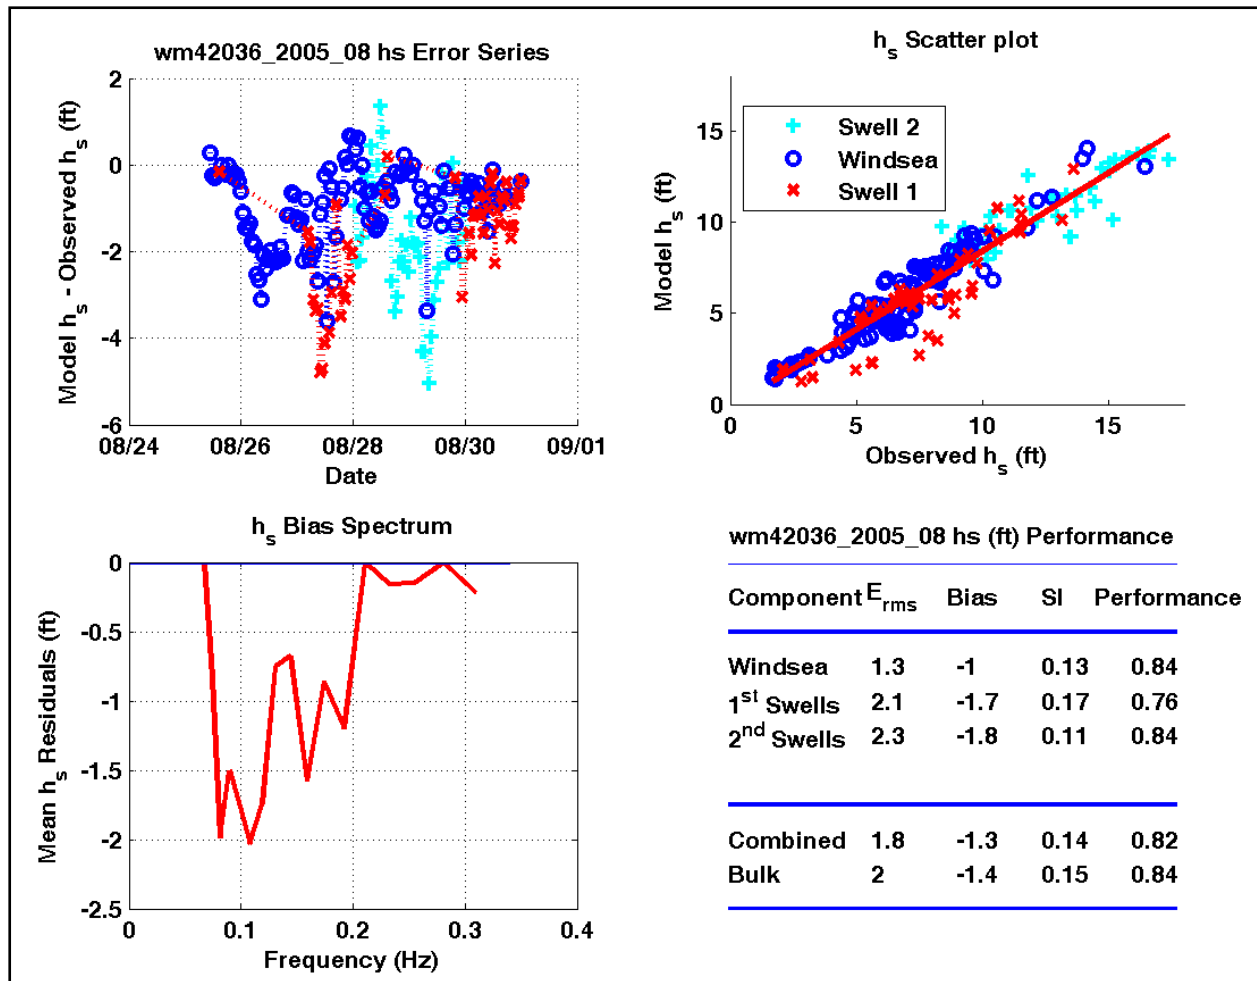 wm42036_2005_08 hs Error Series
Model hs - Observed hs (ft)
2
0
-2
-4
-6
08/24 08/26 08/28 08/30 09/01
Date
hs Scatter plot
Model hs (ft)
15
10
5
0
Swell 2
Windsea
Swell 1
0 5 10 15
Observed hs (ft)
hs Bias Spectrum
Mean hs Residuals (ft)
0
-0.5
-1
-1.5
-2
-2.5
0 0.1 0.2 0.3 0.4
Frequency (Hz)
wm42036_2005_08 hs (ft) Performance
Component Erms Bias SI Performance
Windsea 1.3 -1 0.13 0.84
1st Swells 2.1 -1.7 0.17 0.76
2nd Swells 2.3 -1.8 0.11 0.84
Combined 1.8 -1.3 0.14 0.82
Bulk 2 -1.4 0.15 0.84